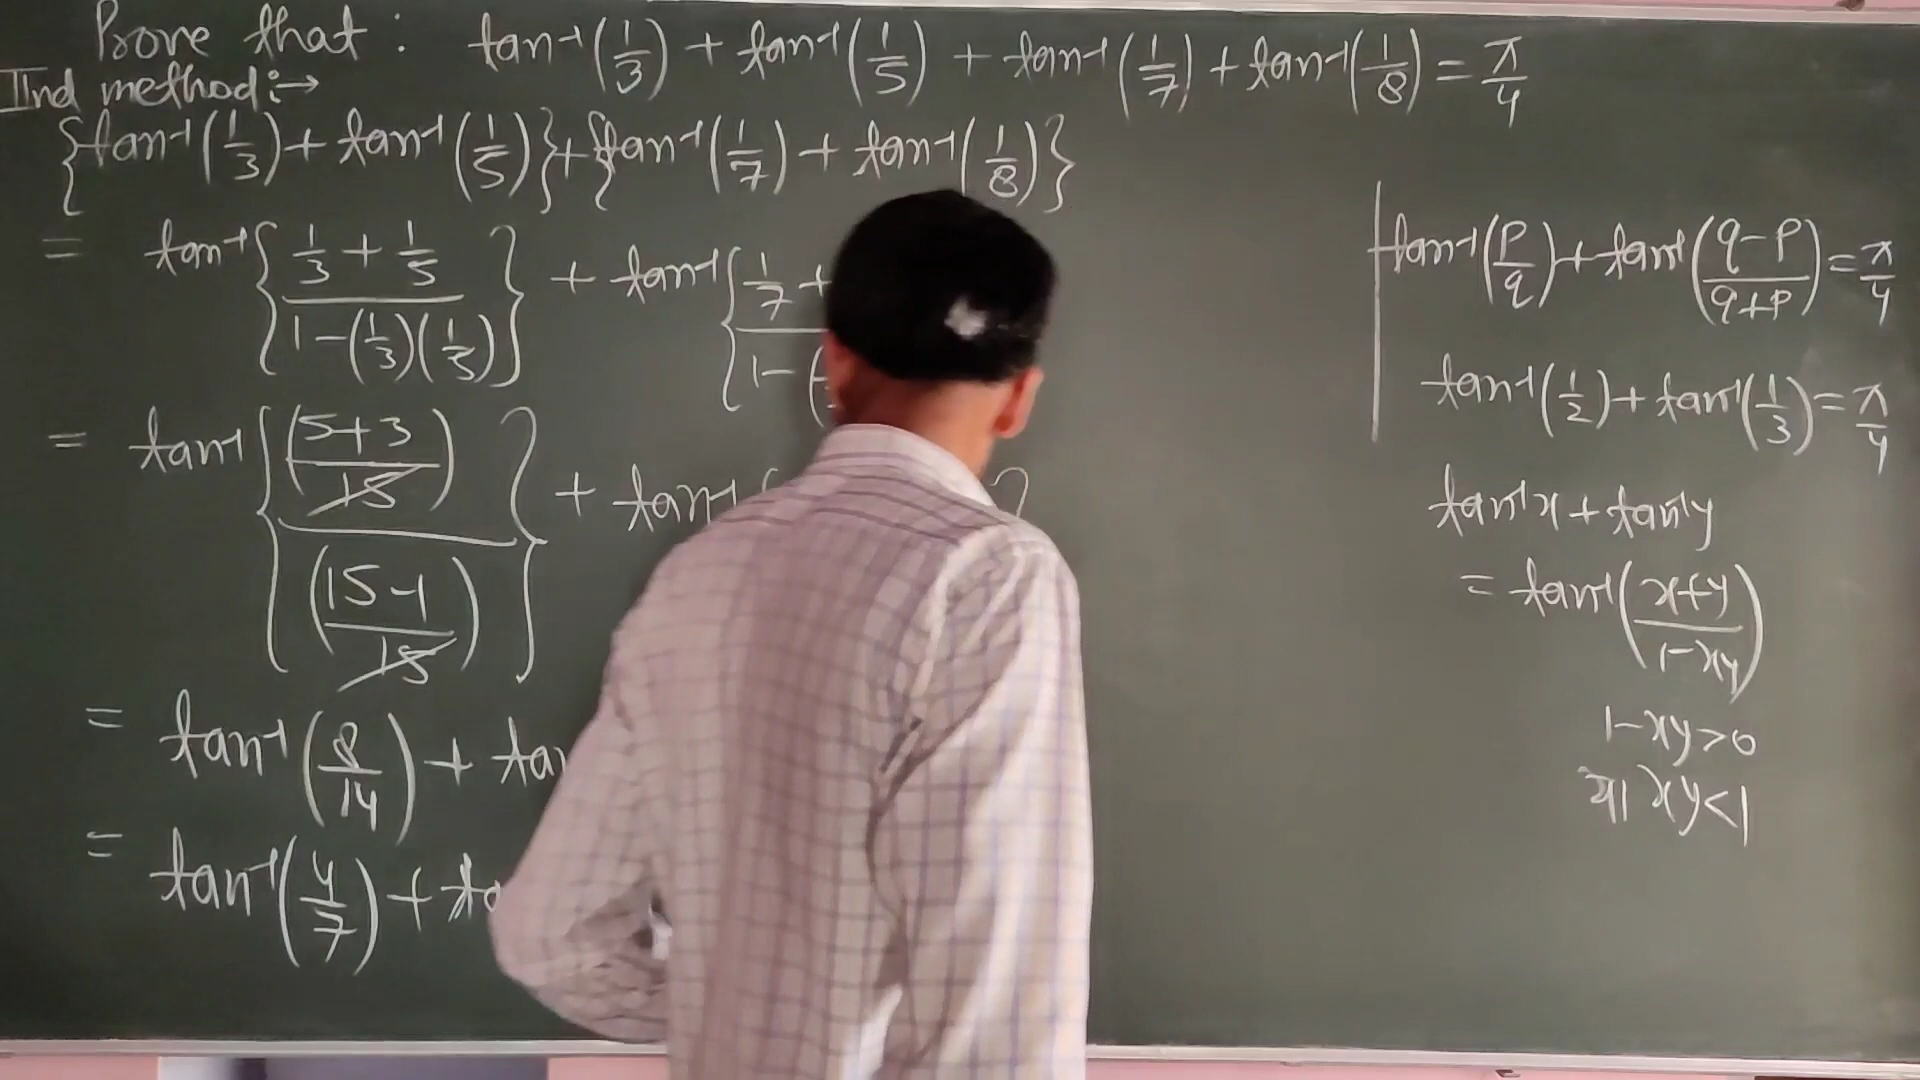 Prove that : tan⁻¹(1/3) + tan⁻¹(1/5) + tan⁻¹(1/7) + tan⁻¹(1/8) = π/4
IInd method :→
{tan⁻¹(1/3) + tan⁻¹(1/5)} + {tan⁻¹(1/7) + tan⁻¹(1/8)}
= tan⁻¹{(1/3 + 1/5)/(1-(1/3)(1/5))} + tan⁻¹{1/7 +
1-(
= tan⁻¹{((5+3)/15)/((15-1)/15)} + tan⁻¹
= tan⁻¹(8/14) + tan
= tan⁻¹(4/7) + ta
tan⁻¹(p/q) + tan⁻¹((q-p)/(q+p)) = π/4
tan⁻¹(1/2) + tan⁻¹(1/3) = π/4
tan⁻¹x + tan⁻¹y
= tan⁻¹((x+y)/(1-xy))
1-xy>0
या xy<1